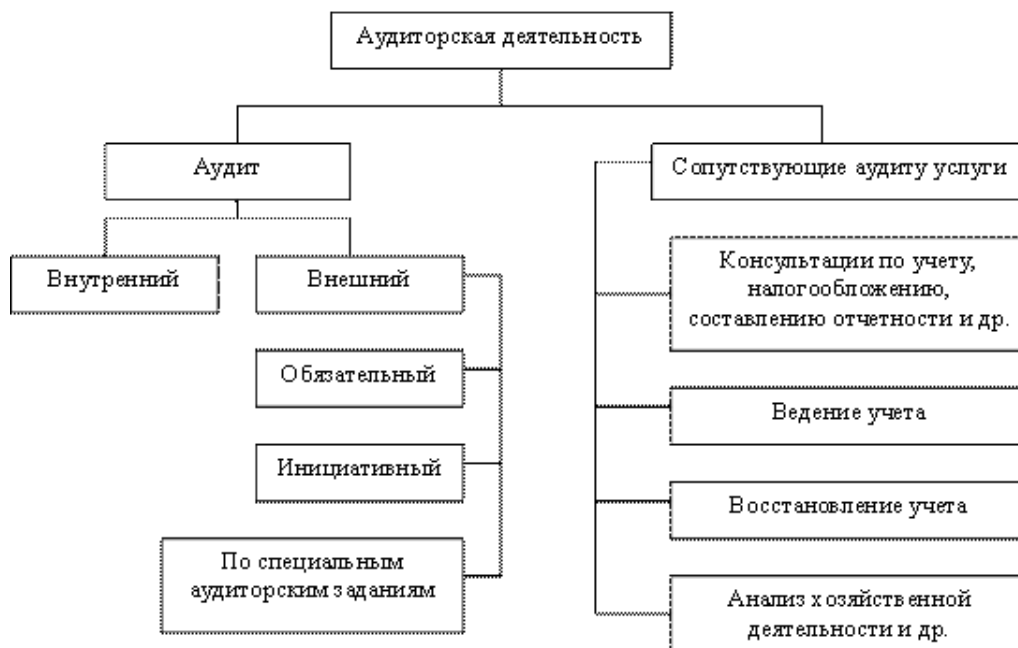 Аудиторская деятельность
Аудит
Сопутствующие аудиту услуги
Внутренний
Внешний
Обязательный
Инициативный
По специальным
аудиторским заданиям
Консультации по учету,
налогообложению,
составлению отчетности и др.
Ведение учета
Восстановление учета
Анализ хозяйственной
деятельности и др.